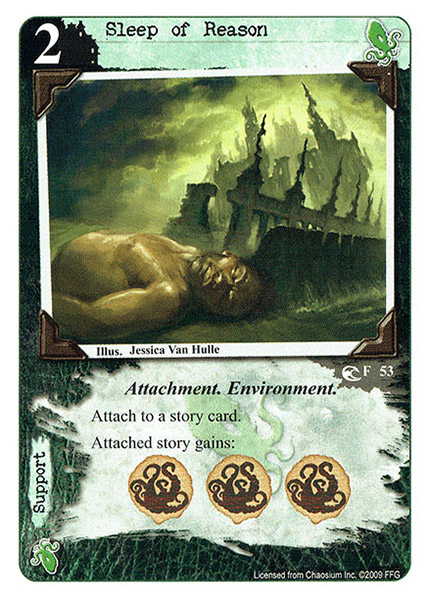 2
Sleep of Reason
Illus. Jessica Van Hulle
F 53
Attachment. Environment.
Attach to a story card.
Attached story gains:
Support
Licensed from Chaosium Inc. ©2009 FFG